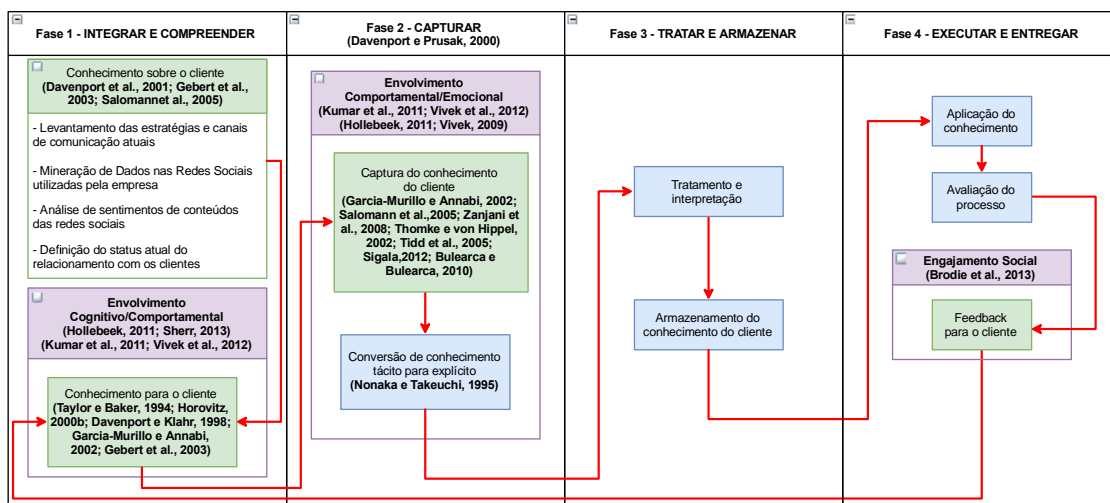 Fase 1 - INTEGRAR E COMPREENDER
Conhecimento sobre o cliente
(Davenport et al., 2001; Gebert et al.,
2003; Salomannet al., 2005)
- Levantamento das estratégias e canais
de comunicação atuais
- Mineração de Dados nas Redes Sociais
utilizadas pela empresa
- Análise de sentimentos de conteúdos
das redes sociais
- Definição do status atual do
relacionamento com os clientes
Envolvimento
Cognitivo/Comportamental
(Hollebeek, 2011; Sherr, 2013)
(Kumar et al., 2011; Vivek et al., 2012)
Conhecimento para o cliente
(Taylor e Baker, 1994; Horovitz,
2000b; Davenport e Klahr, 1998;
Garcia-Murillo e Annabi,
2002; Gebert et al., 2003)
Fase 2 - CAPTURAR
(Davenport e Prusak, 2000)
Envolvimento
Comportamental/Emocional
(Kumar et al., 2011; Vivek et al., 2012)
(Hollebeek, 2011; Vivek, 2009)
Captura do conhecimento
do cliente
(Garcia-Murillo e Annabi, 2002;
Salomann et al.,2005; Zanjani et
al., 2008; Thomke e von Hippel,
2002; Tidd et al., 2005;
Sigala,2012; Bulearca e
Bulearca, 2010)
Conversão de conhecimento
tácito para explícito
(Nonaka e Takeuchi, 1995)
Fase 3 - TRATAR E ARMAZENAR
Tratamento e
interpretação
Armazenamento do
conhecimento do cliente
Fase 4 - EXECUTAR E ENTREGAR
Aplicação do
conhecimento
Avaliação do
processo
Engajamento Social
(Brodie et al., 2013)
Feedback
para o cliente